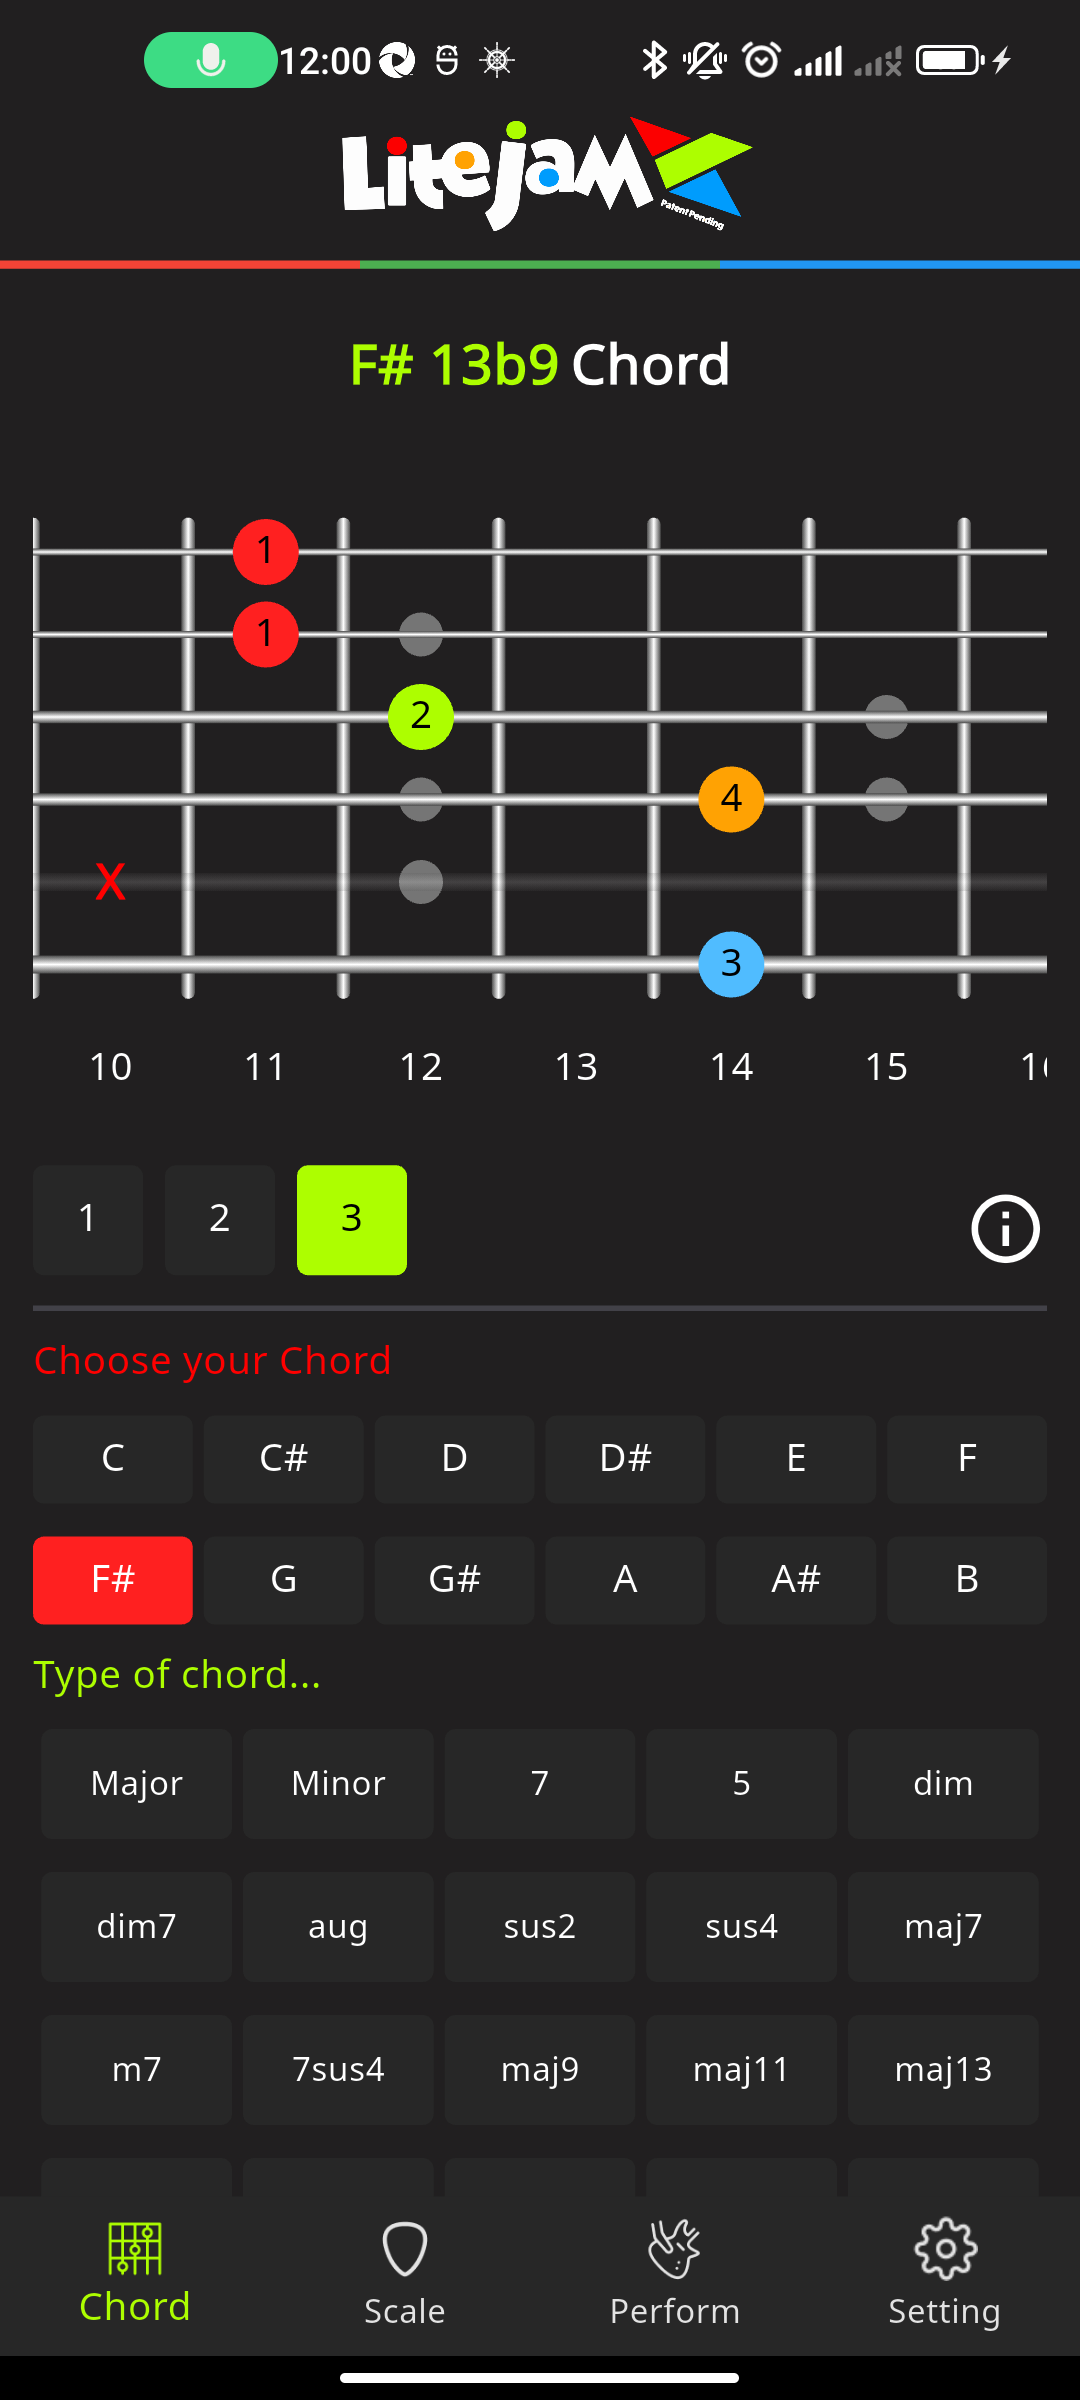 12:00
Litejam
Patent Pending
F# 13b9 Chord
1
1
2
4
X
3
10 11 12 13 14 15
1 2 3
Choose your Chord
C C# D D# E F
F# G G# A A# B
Type of chord...
Major Minor 7 5 dim
dim7 aug sus2 sus4 maj7
m7 7sus4 maj9 maj11 maj13
Chord Scale Perform Setting